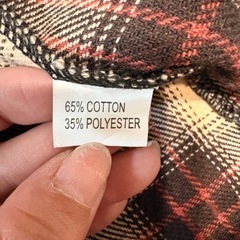 65% COTTON
35% POLYESTER